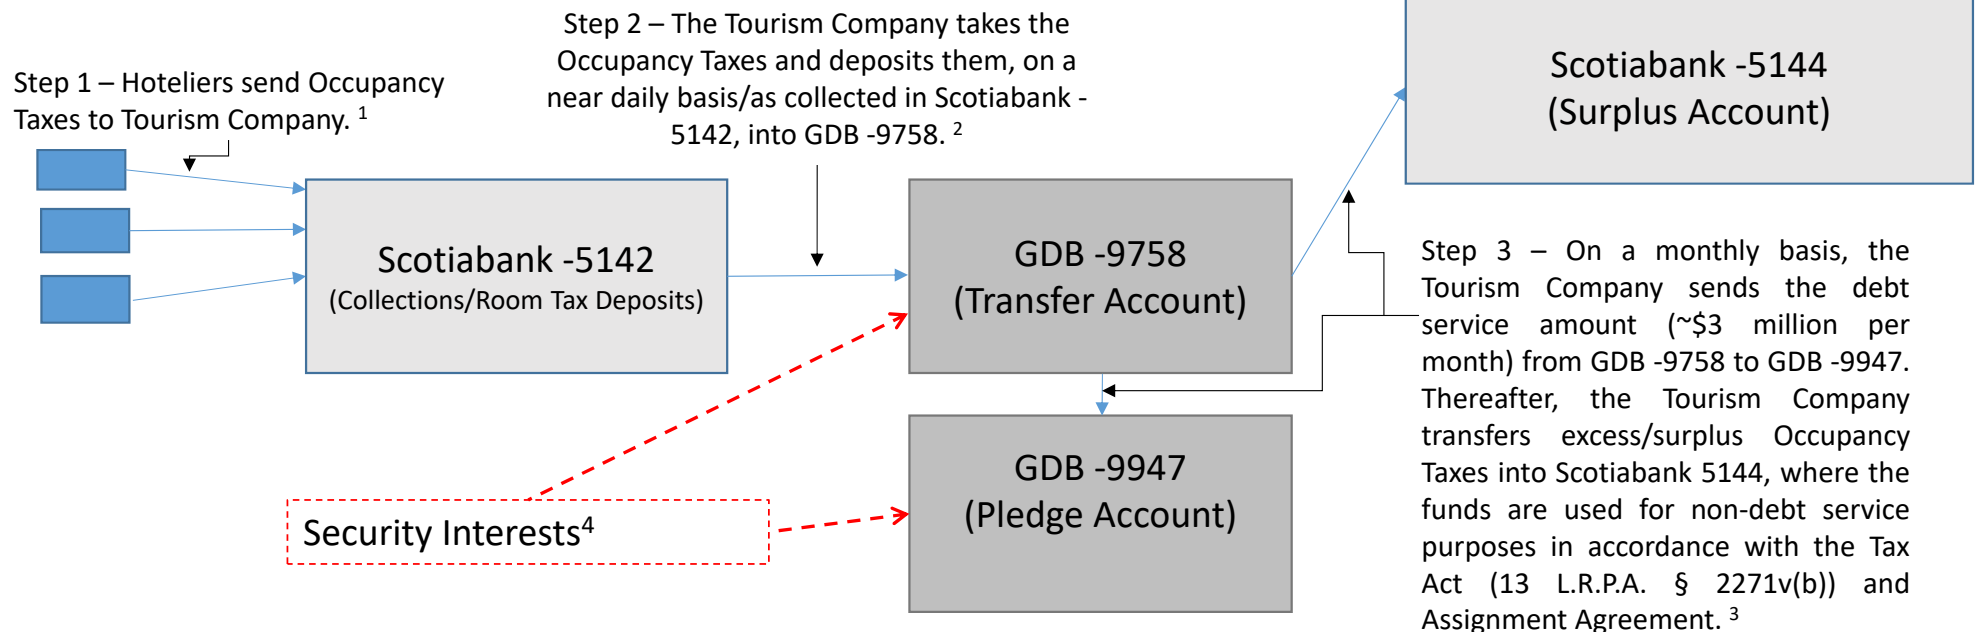 Step 1 – Hoteliers send Occupancy
Taxes to Tourism Company. 1
Step 2 – The Tourism Company takes the
Occupancy Taxes and deposits them, on a
near daily basis/as collected in Scotiabank -
5142, into GDB -9758. 2
Scotiabank -5144
(Surplus Account)
Scotiabank -5142
(Collections/Room Tax Deposits)
GDB -9758
(Transfer Account)
Step 3 – On a monthly basis, the
Tourism Company sends the debt
service amount (~$3 million per
month) from GDB -9758 to GDB -9947.
Thereafter, the Tourism Company
transfers excess/surplus Occupancy
Taxes into Scotiabank 5144, where the
funds are used for non-debt service
purposes in accordance with the Tax
Act (13 L.R.P.A. § 2271v(b)) and
Assignment Agreement. 3
GDB -9947
(Pledge Account)
Security Interests4